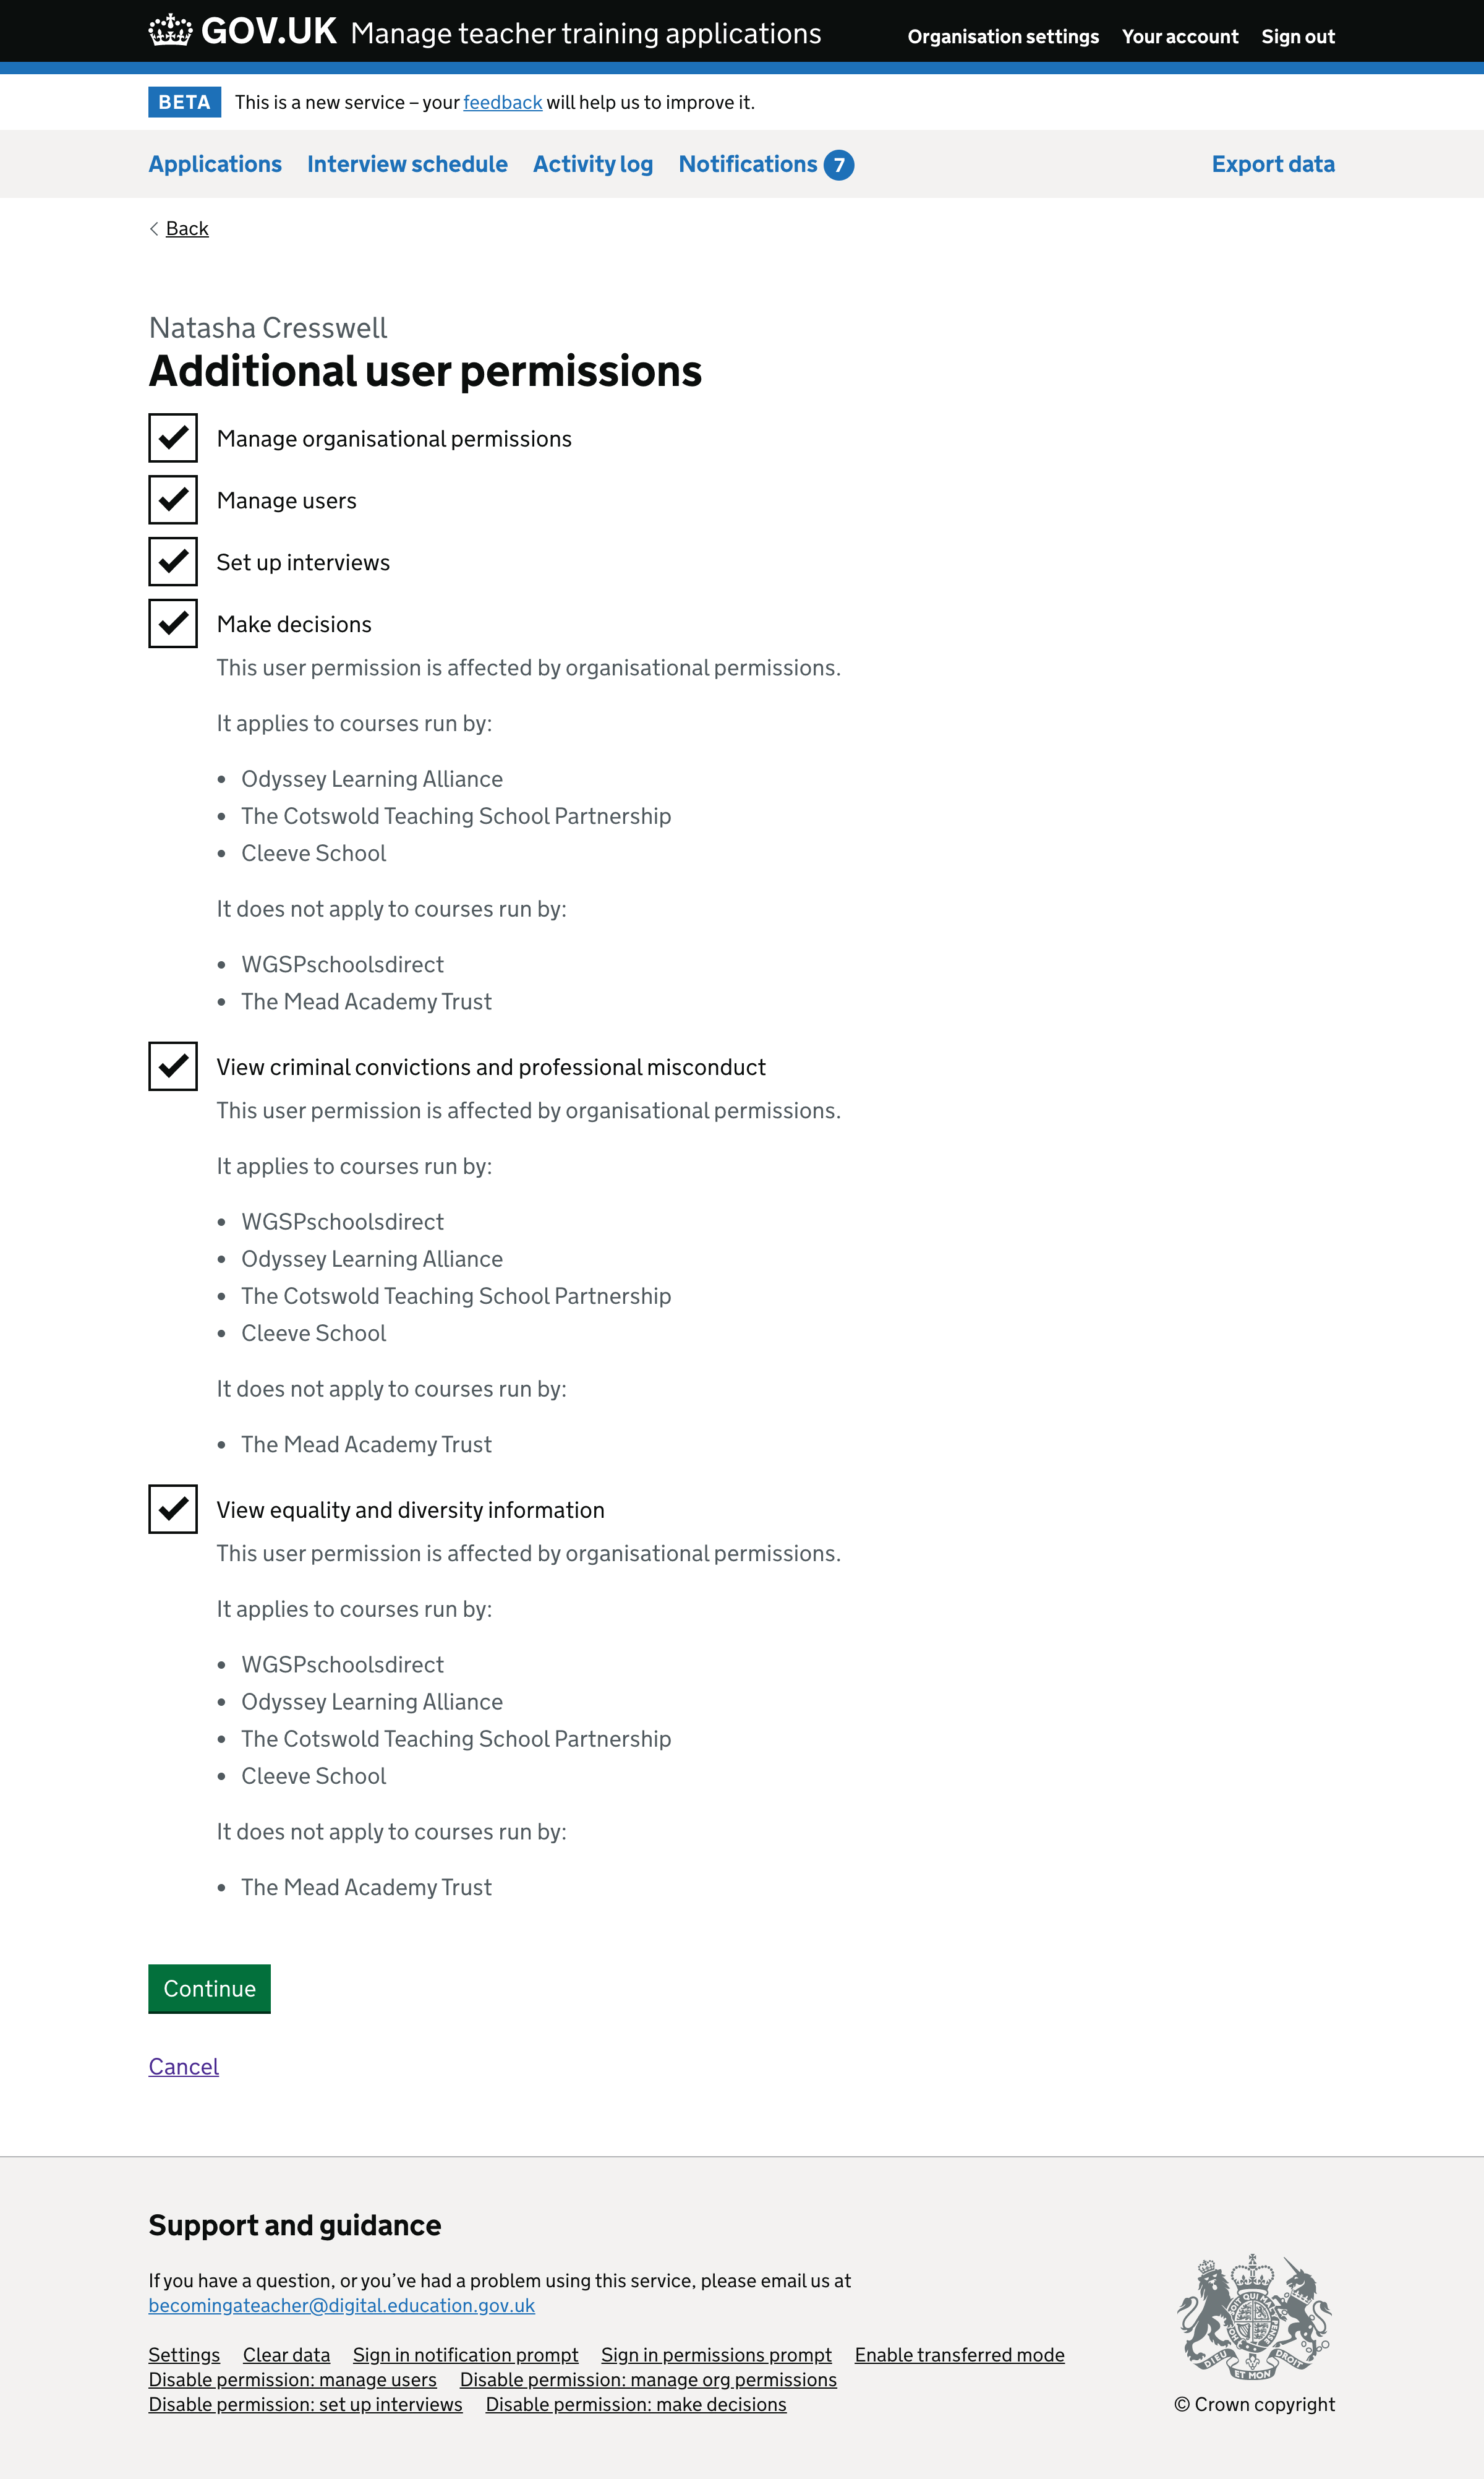 GOV.UK Manage teacher training applications Organisation settings Your account Sign out
BETA This is a new service – your feedback will help us to improve it.
Applications Interview schedule Activity log Notifications 7 Export data
Back
Natasha Cresswell
Additional user permissions
Manage organisational permissions
Manage users
Set up interviews
Make decisions
This user permission is affected by organisational permissions.
It applies to courses run by:
• Odyssey Learning Alliance
• The Cotswold Teaching School Partnership
• Cleeve School
It does not apply to courses run by:
• WGSPschoolsdirect
• The Mead Academy Trust
View criminal convictions and professional misconduct
This user permission is affected by organisational permissions.
It applies to courses run by:
• WGSPschoolsdirect
• Odyssey Learning Alliance
• The Cotswold Teaching School Partnership
• Cleeve School
It does not apply to courses run by:
• The Mead Academy Trust
View equality and diversity information
This user permission is affected by organisational permissions.
It applies to courses run by:
• WGSPschoolsdirect
• Odyssey Learning Alliance
• The Cotswold Teaching School Partnership
• Cleeve School
It does not apply to courses run by:
• The Mead Academy Trust
Continue
Cancel
Support and guidance
If you have a question, or you’ve had a problem using this service, please email us at
becomingateacher@digital.education.gov.uk
Settings Clear data Sign in notification prompt Sign in permissions prompt Enable transferred mode
Disable permission: manage users Disable permission: manage org permissions
Disable permission: set up interviews Disable permission: make decisions
DIEU ET MON DROIT
© Crown copyright